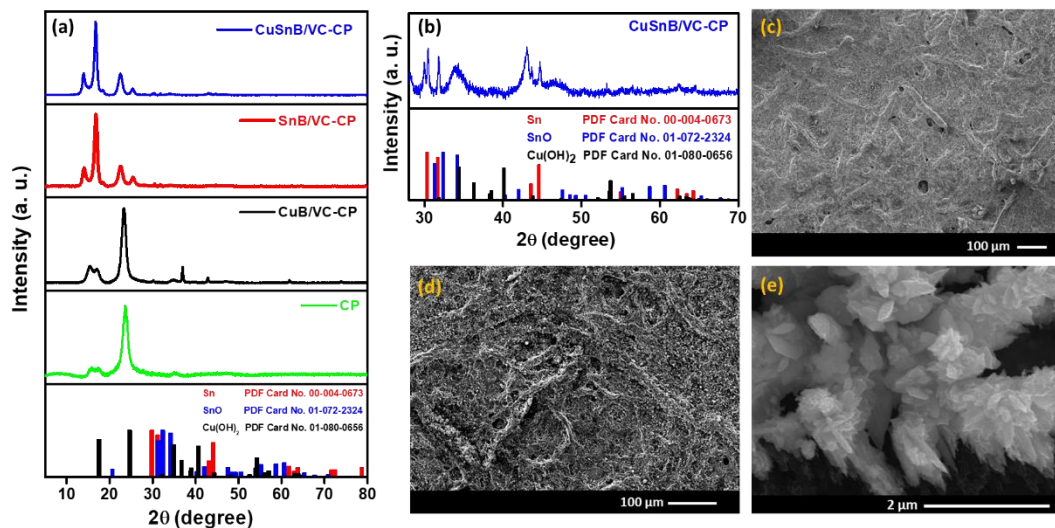 (a)
CuSnB/VC-CP
SnB/VC-CP
CuB/VC-CP
CP
Sn PDF Card No. 00-004-0673
SnO PDF Card No. 01-072-2324
Cu(OH)2 PDF Card No. 01-080-0656
Intensity (a. u.)
10 20 30 40 50 60 70 80
2θ (degree)
(b)
CuSnB/VC-CP
Sn PDF Card No. 00-004-0673
SnO PDF Card No. 01-072-2324
Cu(OH)2 PDF Card No. 01-080-0656
Intensity (a. u.)
30 40 50 60 70
2θ (degree)
(c)
100 µm
(d)
100 µm
(e)
2 µm